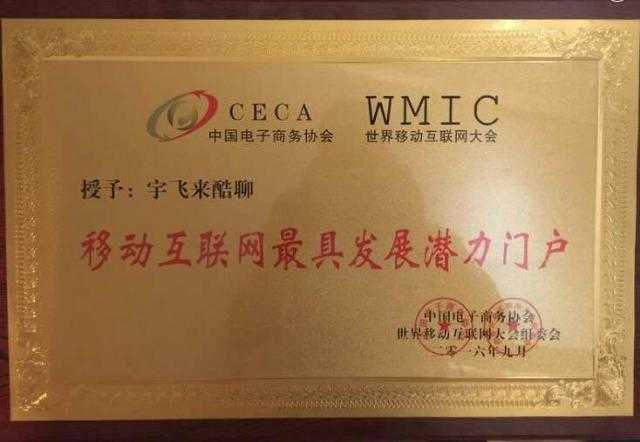 CECA
中国电子商务协会
WMIC
世界移动互联网大会
授予：宇飞来酷聊
移动互联网最具发展潜力门户
中国电子商务协会
世界移动互联网大会组委会
二零一六年九月